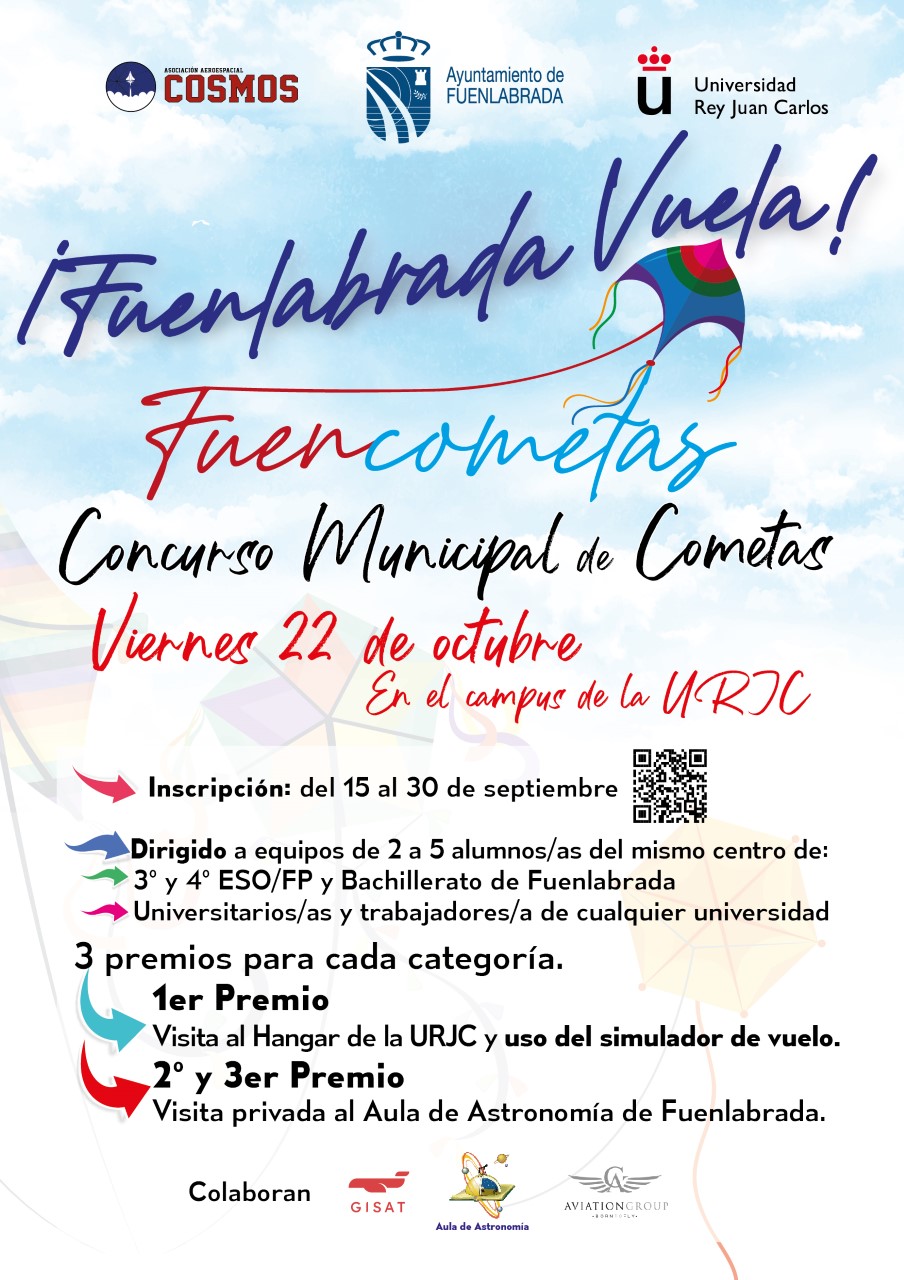 ASOCIACIÓN AEROESPACIAL
COSMOS
Ayuntamiento de
FUENLABRADA
u
Universidad
Rey Juan Carlos
¡Fuenlabrada Vuela!
Fuencometas
Concurso Municipal de Cometas
Viernes 22 de octubre
En el campus de la URJC
Inscripción: del 15 al 30 de septiembre
Dirigido a equipos de 2 a 5 alumnos/as del mismo centro de:
3º y 4º ESO/FP y Bachillerato de Fuenlabrada
Universitarios/as y trabajadores/a de cualquier universidad
3 premios para cada categoría.
1er Premio
Visita al Hangar de la URJC y uso del simulador de vuelo.
2º y 3er Premio
Visita privada al Aula de Astronomía de Fuenlabrada.
Colaboran
GISAT
Aula de Astronomía
CA
AVIATIONGROUP
BORNTOFLY